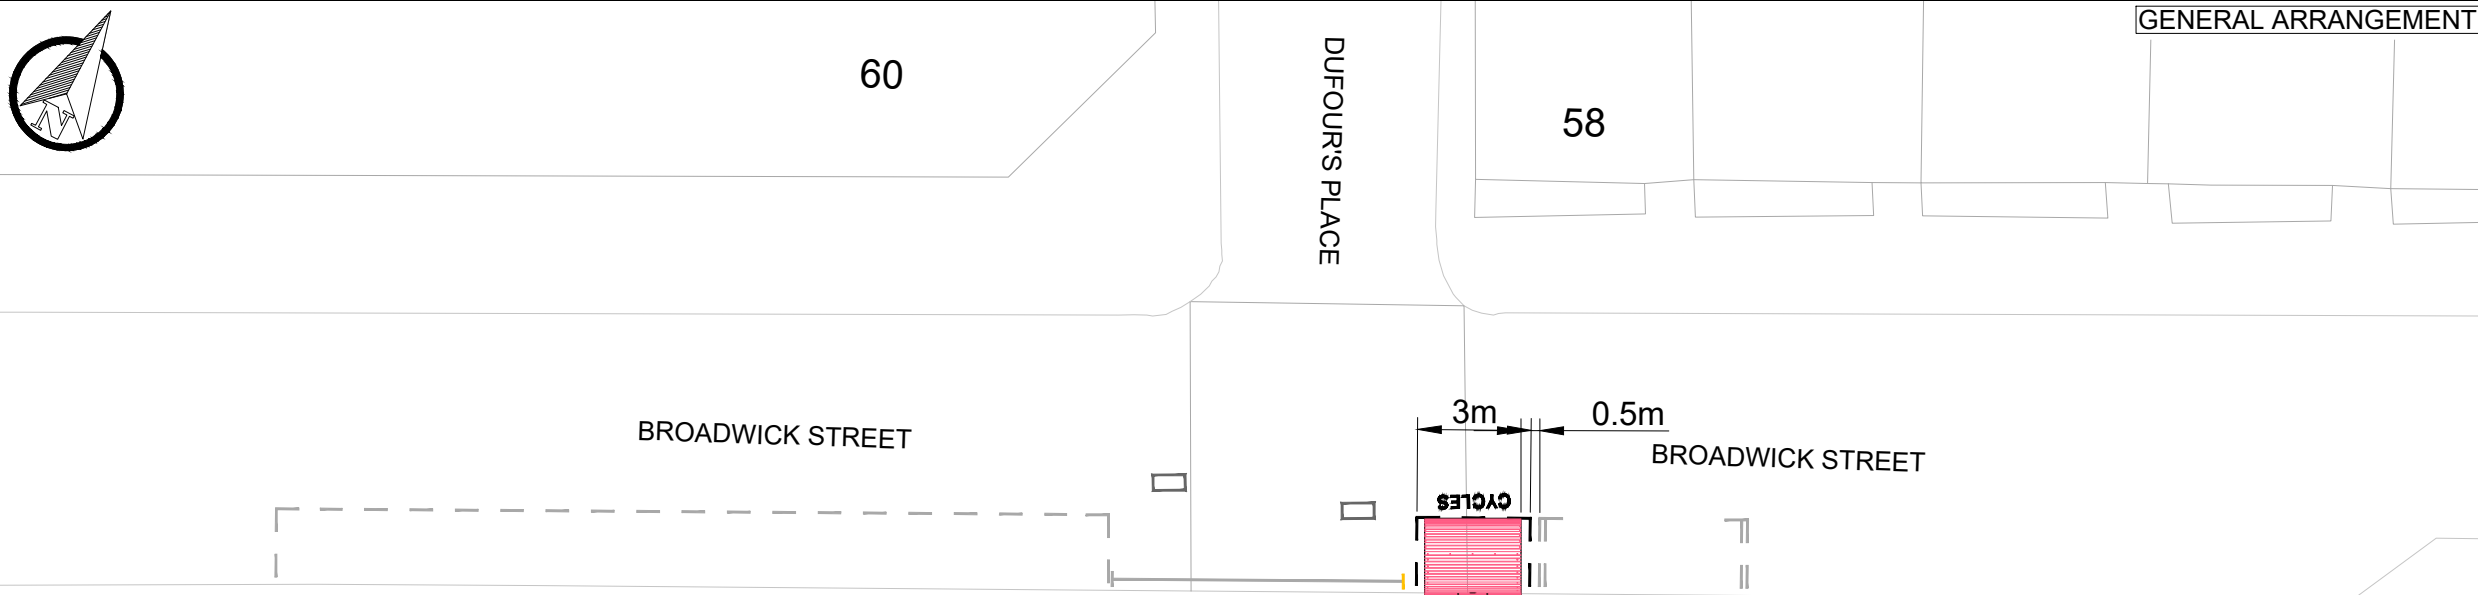 GENERAL ARRANGEMENT
N
60
58
DUFOUR'S PLACE
3m
0.5m
BROADWICK STREET
BROADWICK STREET
CYCLES